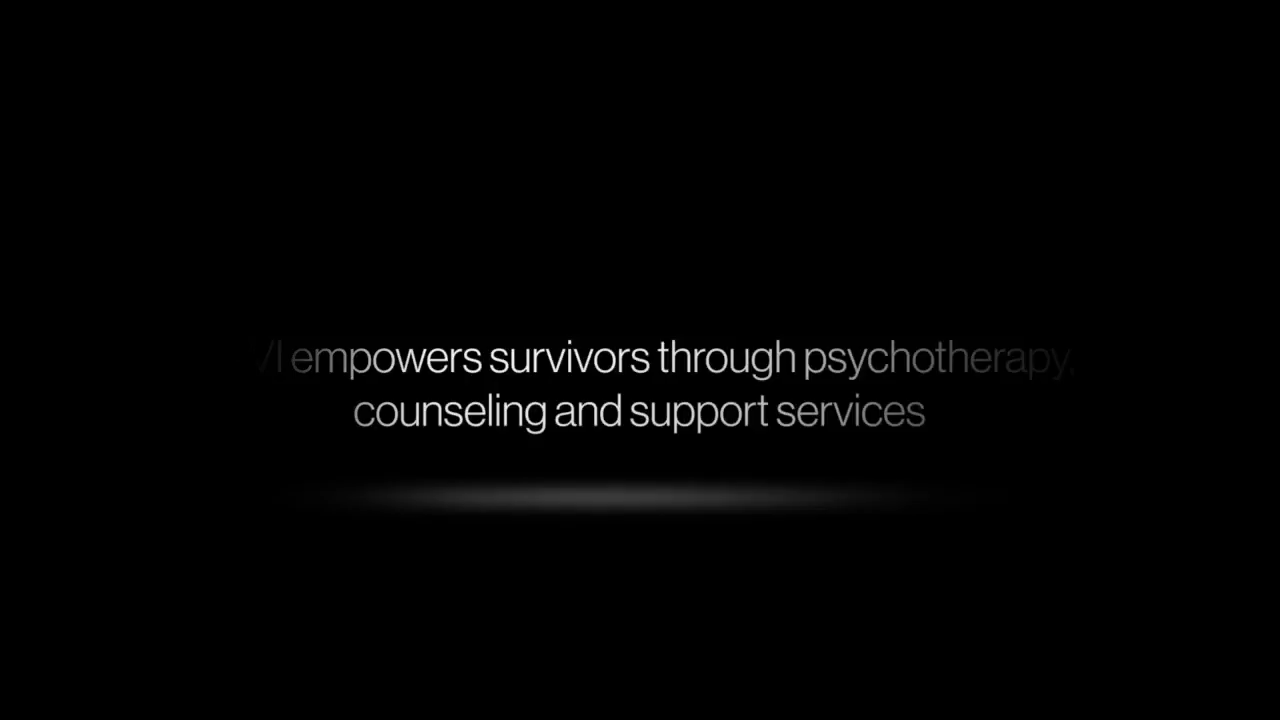 empowers survivors through psychotherapy,
counseling and support services